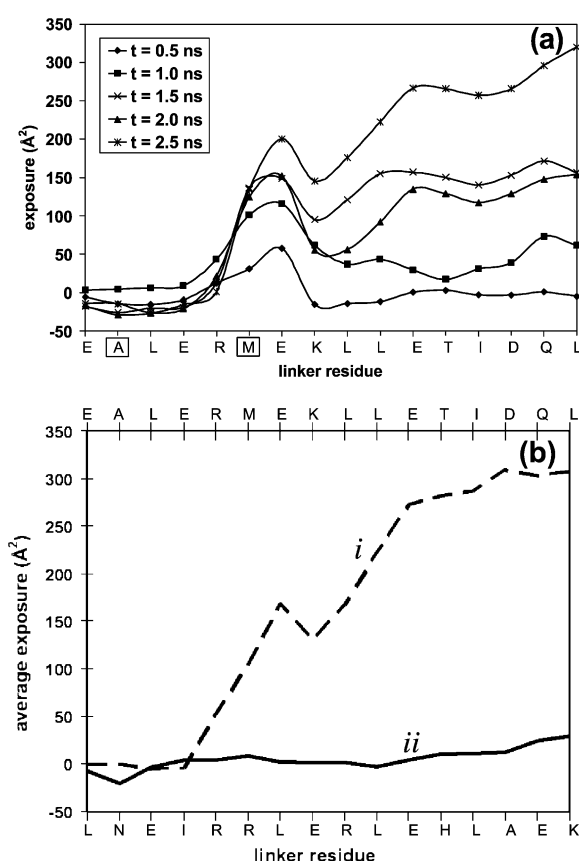 (a)
t = 0.5 ns
t = 1.0 ns
t = 1.5 ns
t = 2.0 ns
t = 2.5 ns
exposure (Å²)
350
300
250
200
150
100
50
0
-50
E A L E R M E K L L E T I D Q L
linker residue
E A L E R M E K L L E T I D Q L
(b)
average exposure (Å²)
350
300
250
200
150
100
50
0
-50
i
ii
L N E I R R L E R L E H L A E K
linker residue